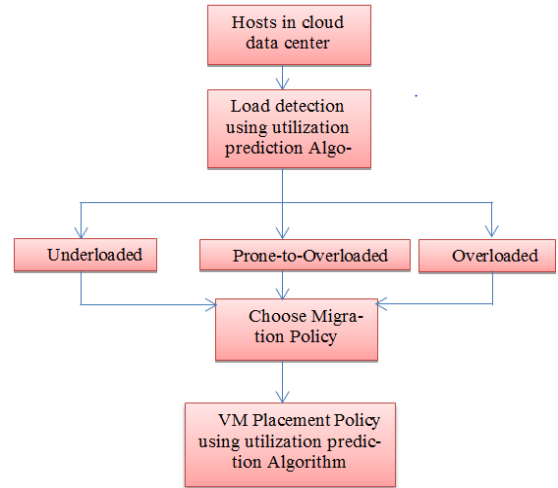 Hosts in cloud
data center
Load detection
using utilization
prediction Algo-
Underloaded
Prone-to-Overloaded
Overloaded
Choose Migra-
tion Policy
VM Placement Policy
using utilization predic-
tion Algorithm